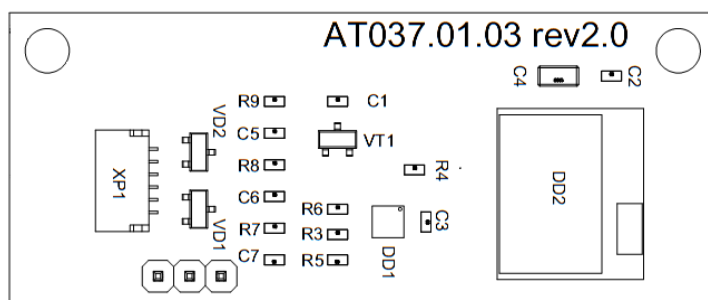 AT037.01.03 rev2.0
C4
C2
R9
C1
VD2
C5
VT1
XP1
R8
R4
DD2
C6
R6
C3
VD1
R7
R3
DD1
C7
R5